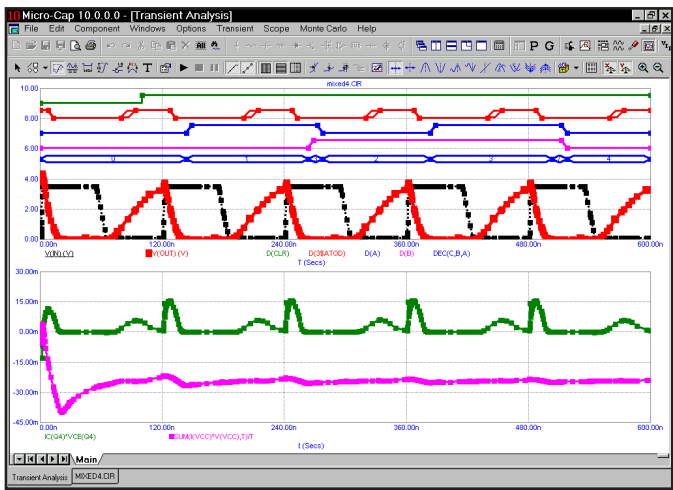 10 Micro-Cap 10.0.0.0 - [Transient Analysis]
File Edit Component Windows Options Transient Scope Monte Carlo Help
T P G
mixed4.CIR
10.00
8.00
6.00
4.00
2.00
0.00
0 1 2 3 4
0.00n 120.00n 240.00n 360.00n 480.00n 600.00n
V(IN) (V) V(OUT) (V) D(CLR) D(3$ATOD) D(A) D(B) DEC(C,B,A)
T (Secs)
30.00m
15.00m
0.00m
-15.00m
-30.00m
-45.00m
0.00n 120.00n 240.00n 360.00n 480.00n 600.00n
IC(Q4)*VCE(Q4) SUM(I(VCC)*V(VCC),T)/T
t (Secs)
Main
Transient Analysis MIXED4.CIR